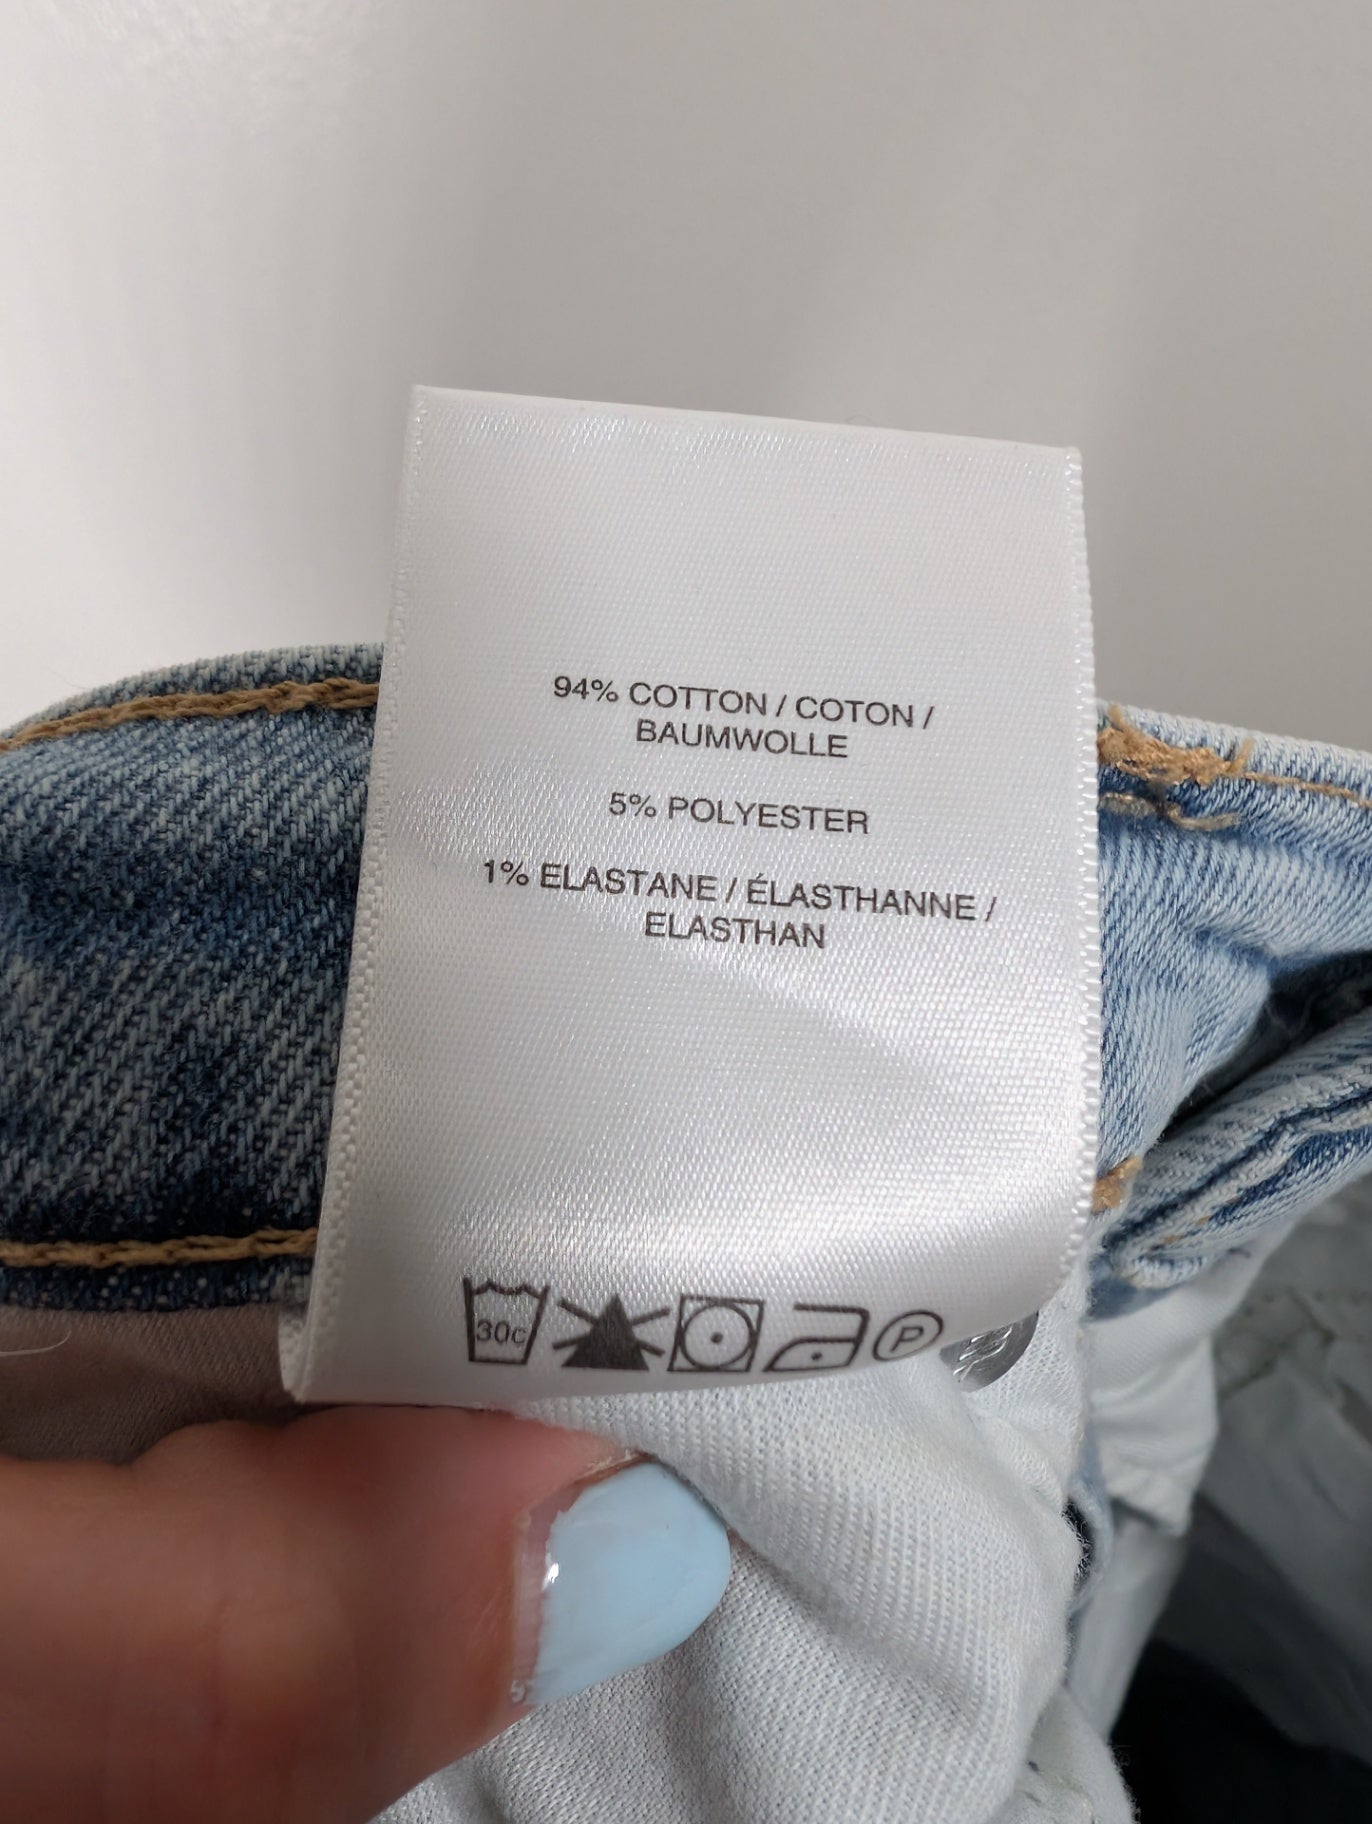 94% COTTON / COTON /
BAUMWOLLE
5% POLYESTER
1% ELASTANE / ÉLASTHANNE /
ELASTHAN
30c P